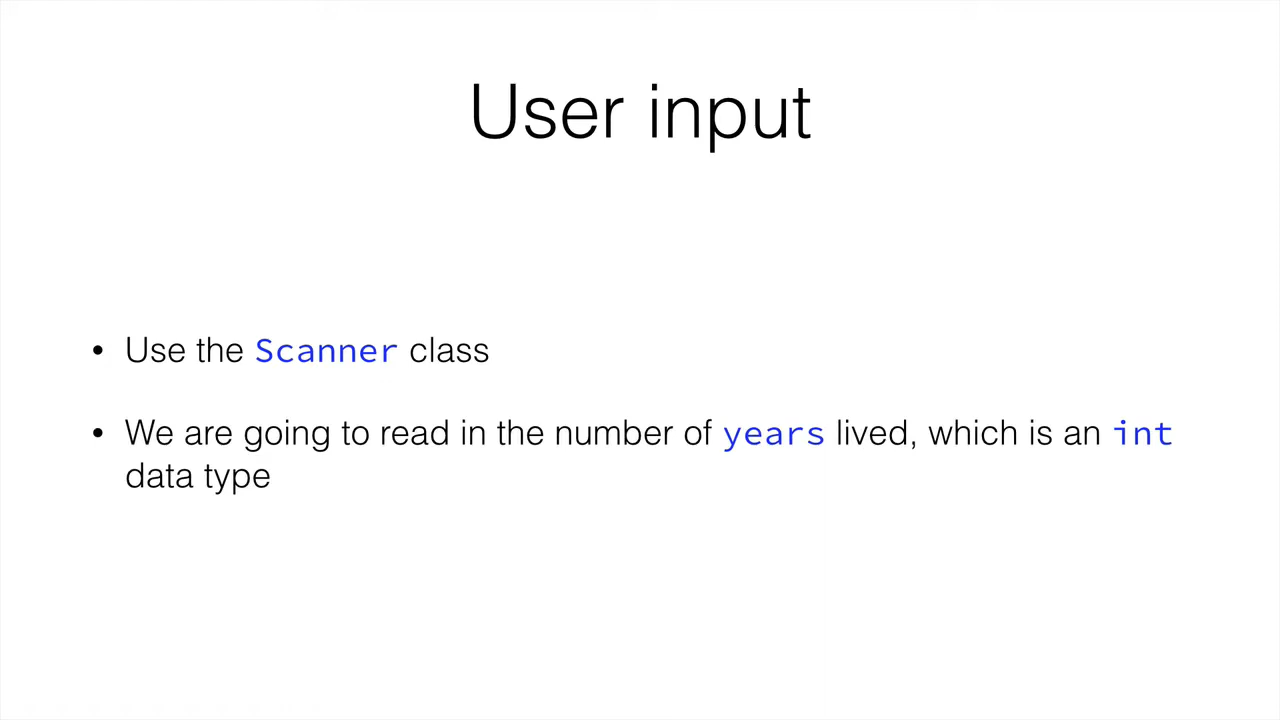 User input
• Use the Scanner class
• We are going to read in the number of years lived, which is an int
data type